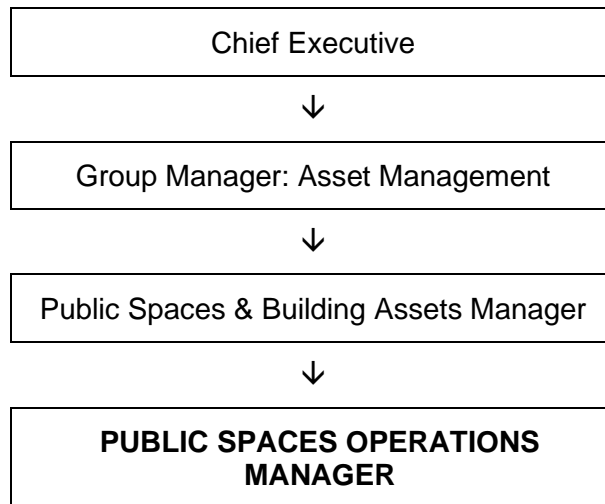 Chief Executive
↓
Group Manager: Asset Management
↓
Public Spaces & Building Assets Manager
↓
PUBLIC SPACES OPERATIONS
MANAGER